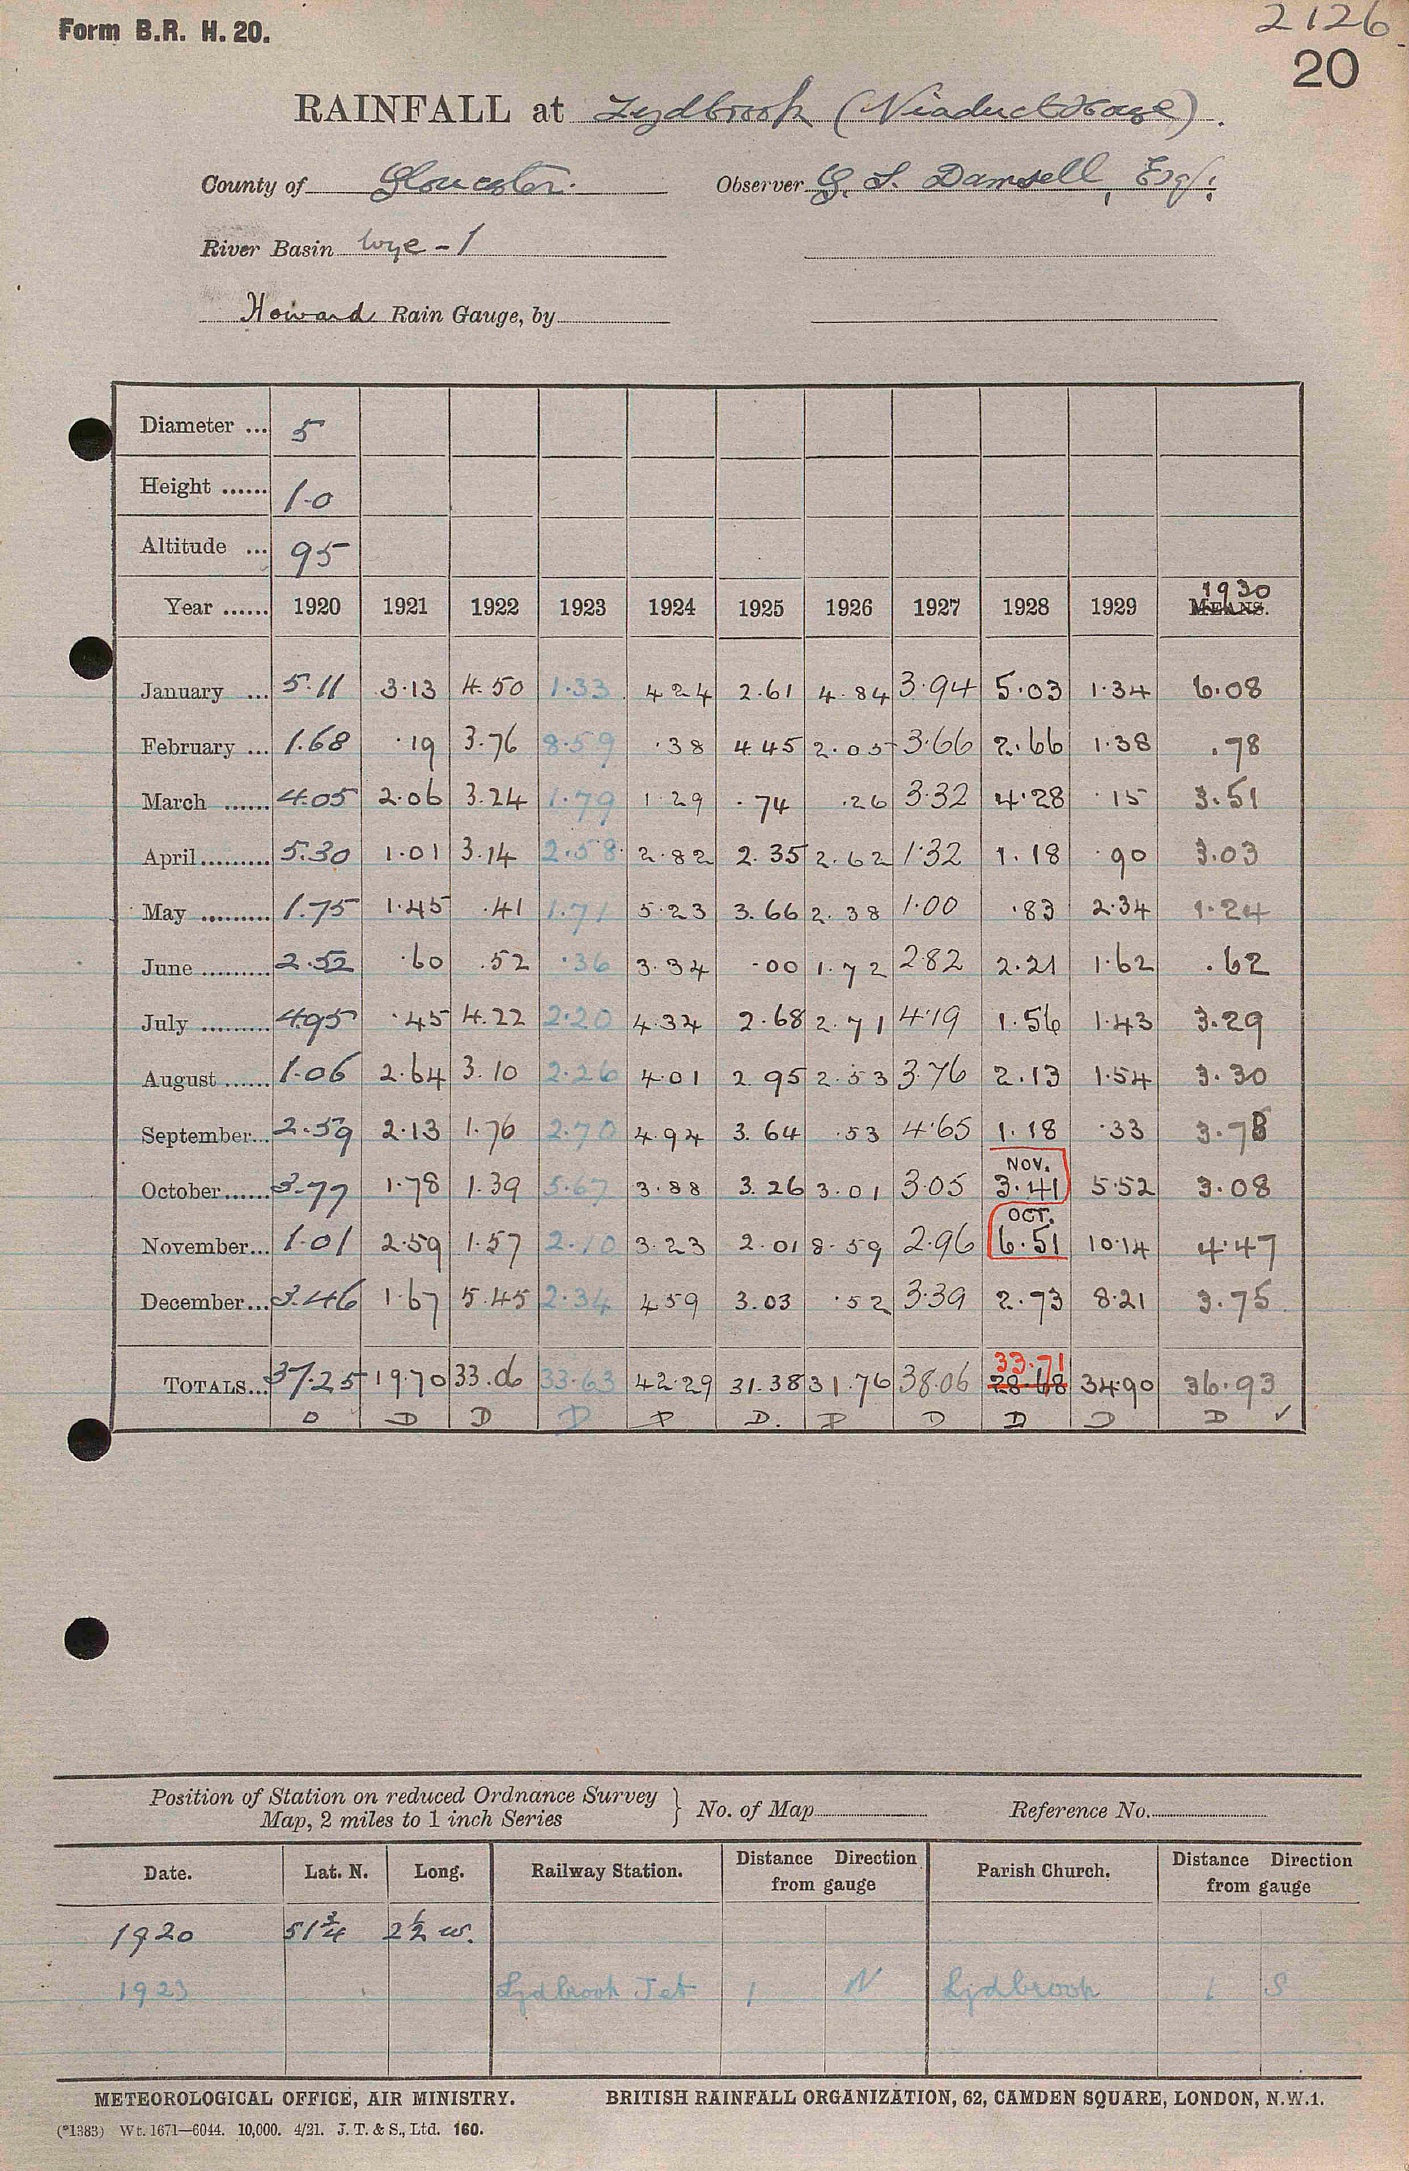 Form B.R. H. 20.
2126
20
RAINFALL at Lydbrook (Viaduct House).
County of Gloucester. Observer G. S. Damsell, Esq.
River Basin Wye - 1
Howard Rain Gauge, by
Diameter ... 5
Height ...... 1.0
Altitude ... 95
1930
Year ...... 1920 1921 1922 1923 1924 1925 1926 1927 1928 1929 MEANS.
January ... 5.11 3.13 4.50 1.33 4 24 2.61 4.84 3.94 5.03 1.34 6.08
February ... 1.68 .19 3.76 8.59 .38 4.45 2.05 3.66 2.66 1.38 .78
March ...... 4.05 2.06 3.24 1.79 1.29 .74 .26 3.32 4.28 .15 3.51
April ......... 5.30 1.01 3.14 2.58 2.82 2.35 2.62 1.32 1.18 .90 3.03
May ......... 1.75 1.45 .41 1.71 5.23 3.66 2.38 1.00 .83 2.34 1.24
June ......... 2.52 .60 .52 .36 3.34 .00 1.72 2.82 2.21 1.62 .62
July ......... 4.95 .45 4.22 2.20 4.34 2.68 2.71 4.19 1.56 1.43 3.29
August ...... 1.06 2.64 3.10 2.26 4.01 2.95 2.53 3.76 2.13 1.54 3.30
September... 2.59 2.13 1.76 2.70 4.94 3.64 .53 4.65 1.18 .33 3.78
NOV.
October...... 3.77 1.78 1.39 5.67 3.88 3.26 3.01 3.05 3.41 5.52 3.08
OCT.
November... 1.01 2.59 1.57 2.10 3.23 2.01 8.59 2.96 6.51 10.14 4.47
December... 3.46 1.67 5.45 2.34 4 59 3.03 .52 3.39 2.73 8.21 3.75
33.71
TOTALS... 37.25 19.70 33.06 33.63 42.29 31.38 31.76 38.06 28.68 34.90 36.93
D D D D D D. D D D D D ✓
Position of Station on reduced Ordnance Survey
Map, 2 miles to 1 inch Series } No. of Map Reference No.
Date. Lat. N. Long. Railway Station. Distance Direction from gauge Parish Church. Distance Direction from gauge
1920 51¾ 2½ w.
1923 Lydbrook Jct 1 N Lydbrook 1 S
METEOROLOGICAL OFFICE, AIR MINISTRY. BRITISH RAINFALL ORGANIZATION, 62, CAMDEN SQUARE, LONDON, N.W.1.
(*1383) Wt. 1671—6044. 10,000. 4/21. J. T. & S., Ltd. 160.